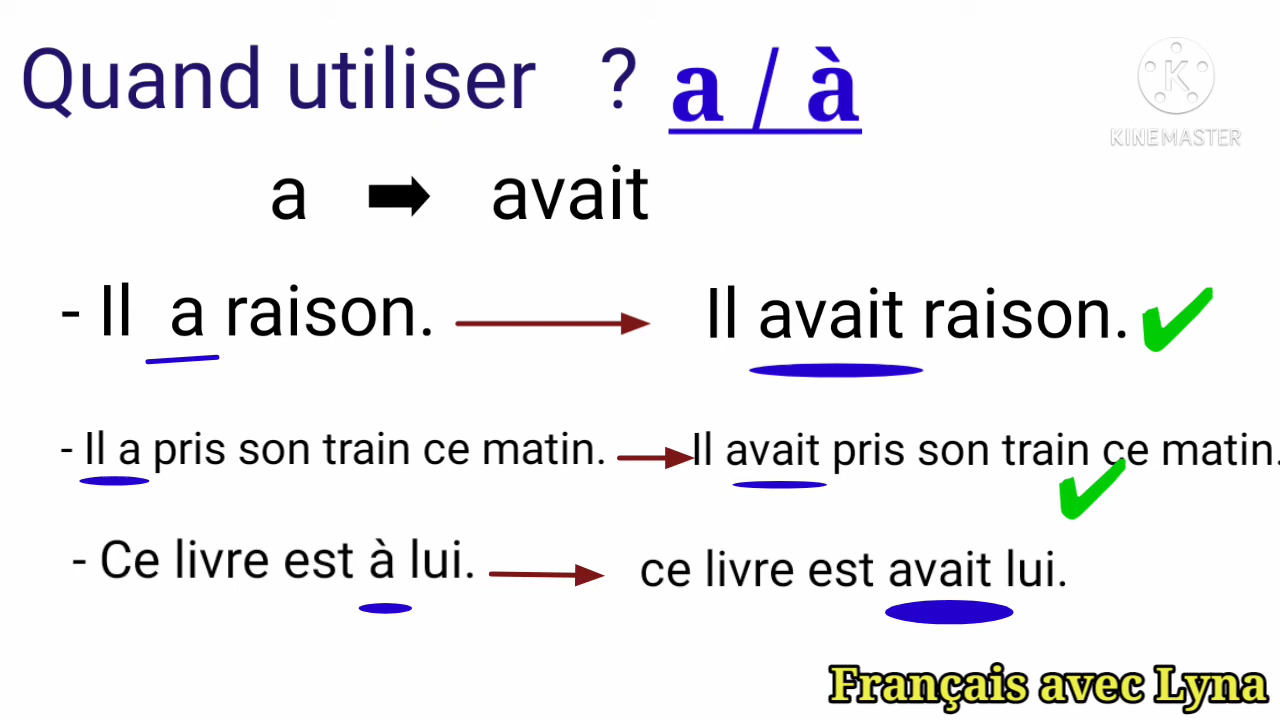 Quand utiliser ? a / à
KINEMASTER
a ➡ avait
- Il a raison. Il avait raison.
- Il a pris son train ce matin. Il avait pris son train ce matin.
- Ce livre est à lui. ce livre est avait lui.
Français avec Lyna